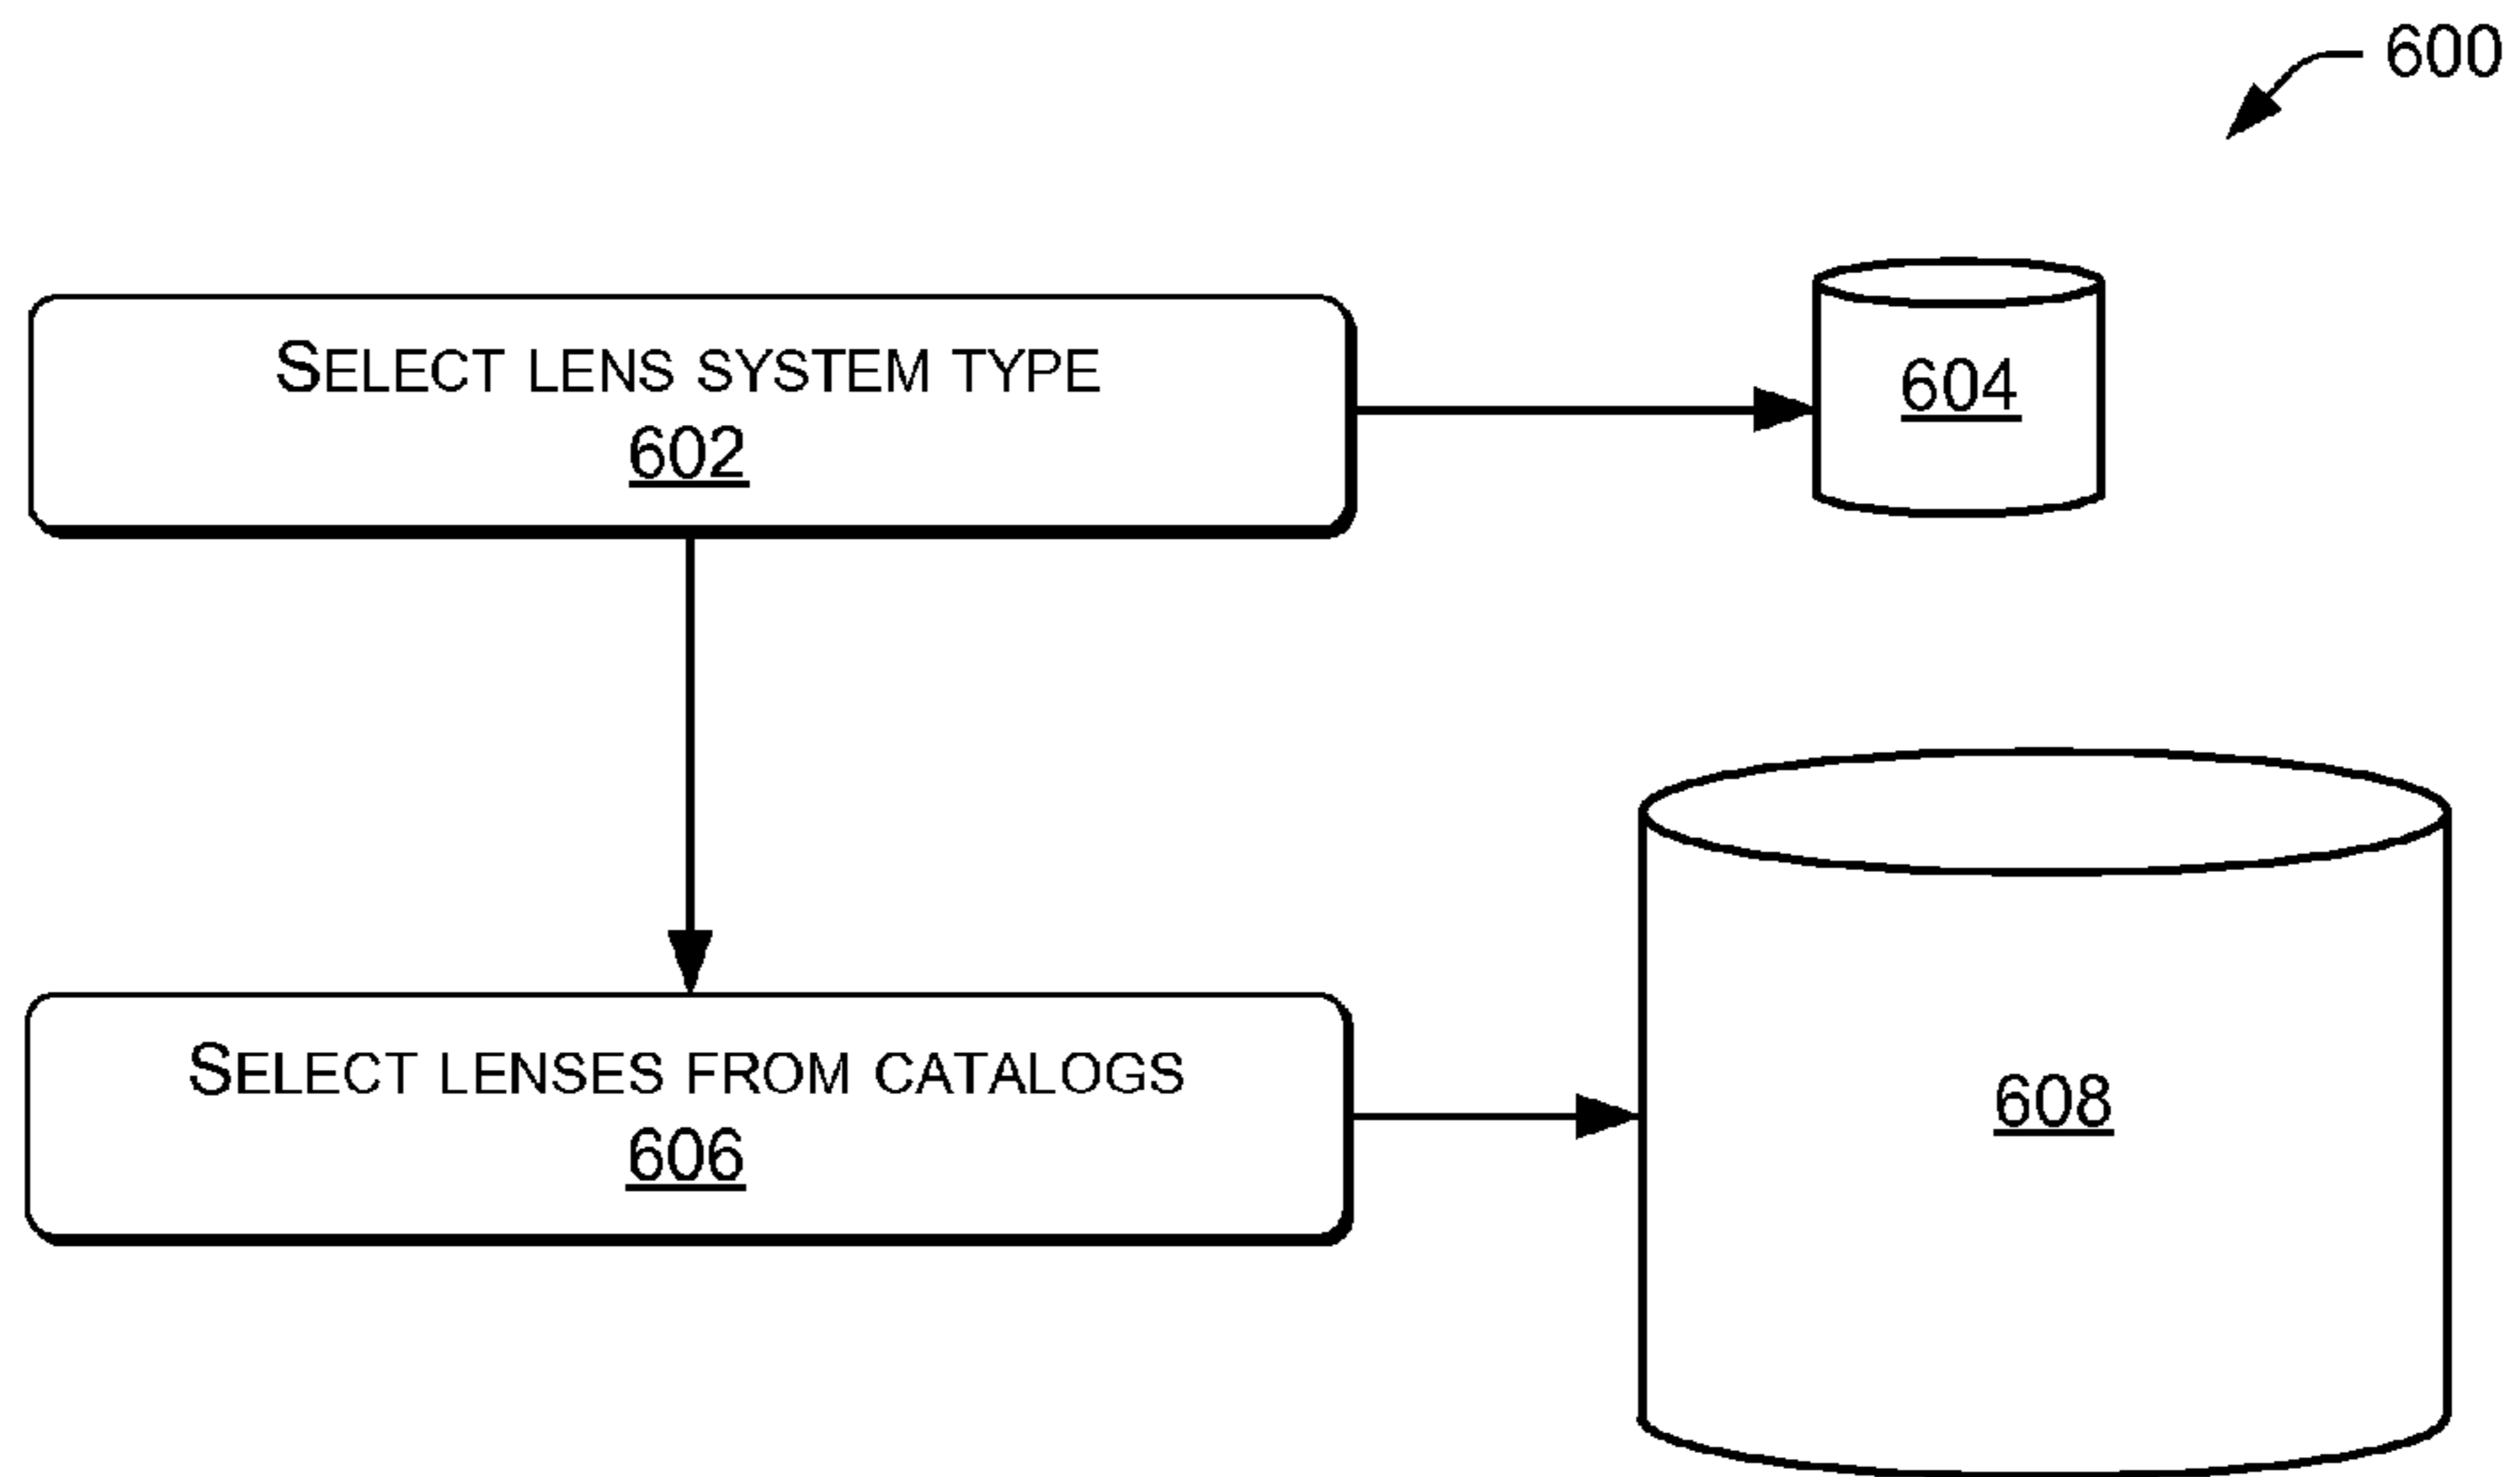 600
SELECT LENS SYSTEM TYPE
602
604
SELECT LENSES FROM CATALOGS
606
608